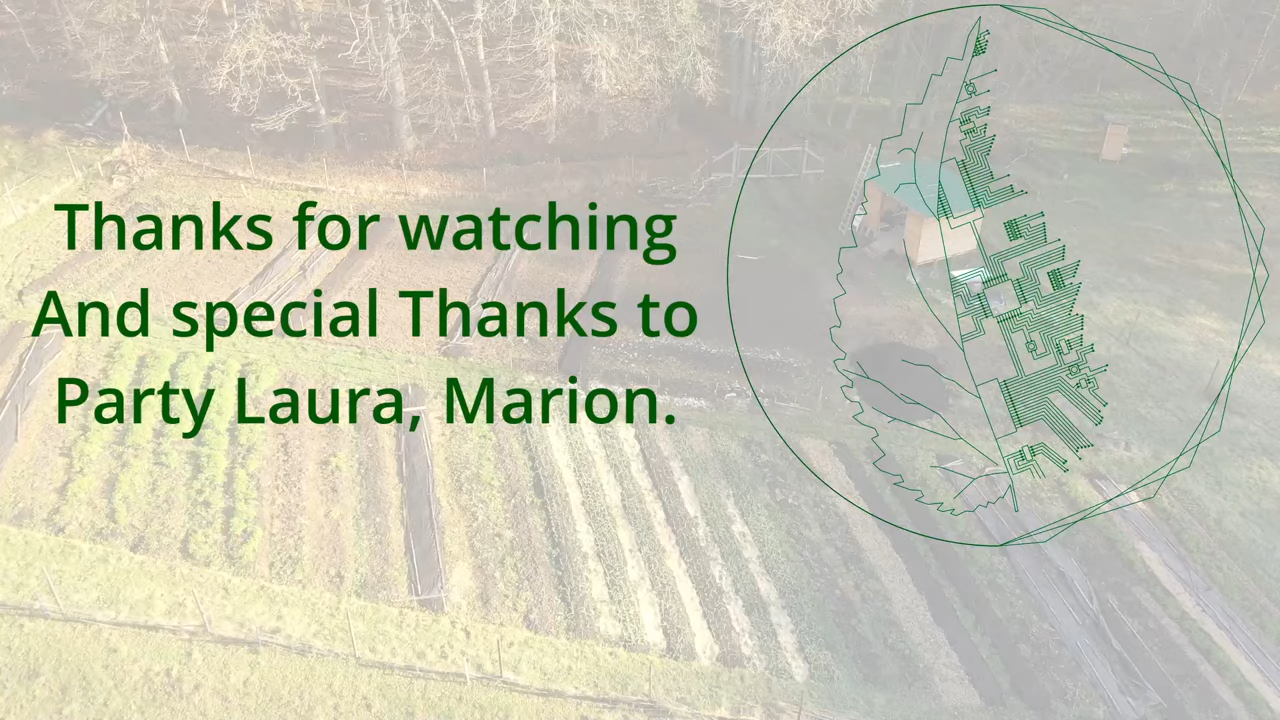 Thanks for watching
And special Thanks to
Party Laura, Marion.